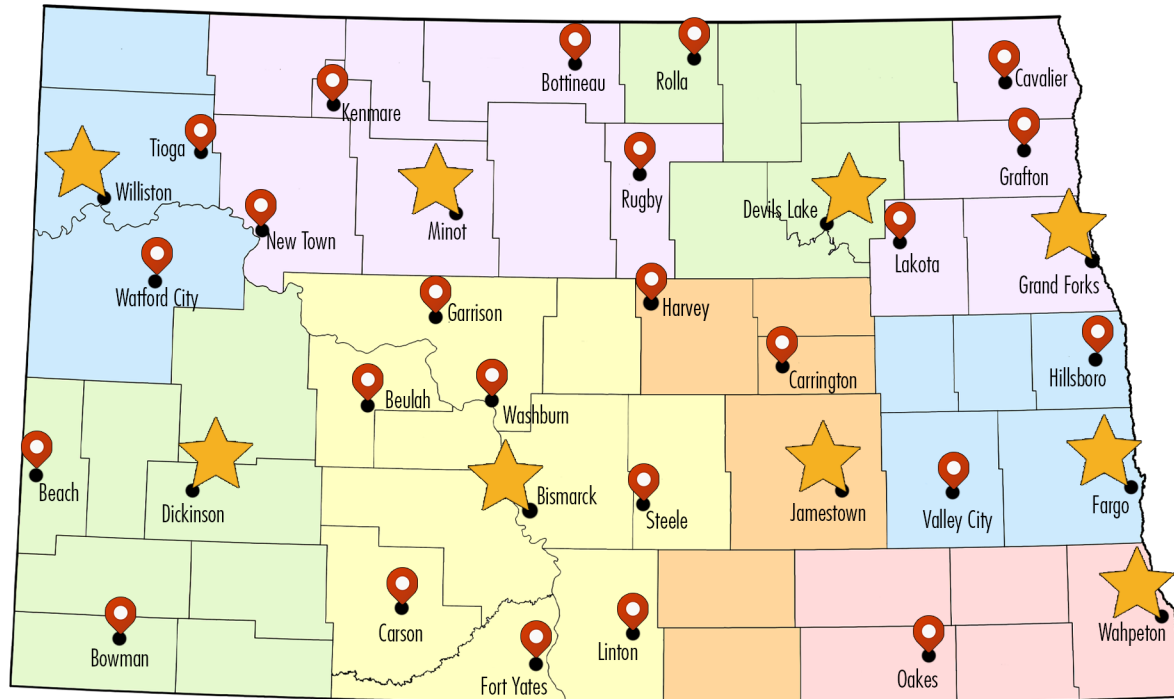 Bottineau
Rolla
Cavalier
Kenmare
Tioga
Grafton
Williston
Rugby
Devils Lake
Minot
New Town
Lakota
Grand Forks
Watford City
Garrison
Harvey
Hillsboro
Carrington
Beulah
Washburn
Beach
Bismarck
Dickinson
Steele
Jamestown
Valley City
Fargo
Carson
Wahpeton
Linton
Bowman
Oakes
Fort Yates